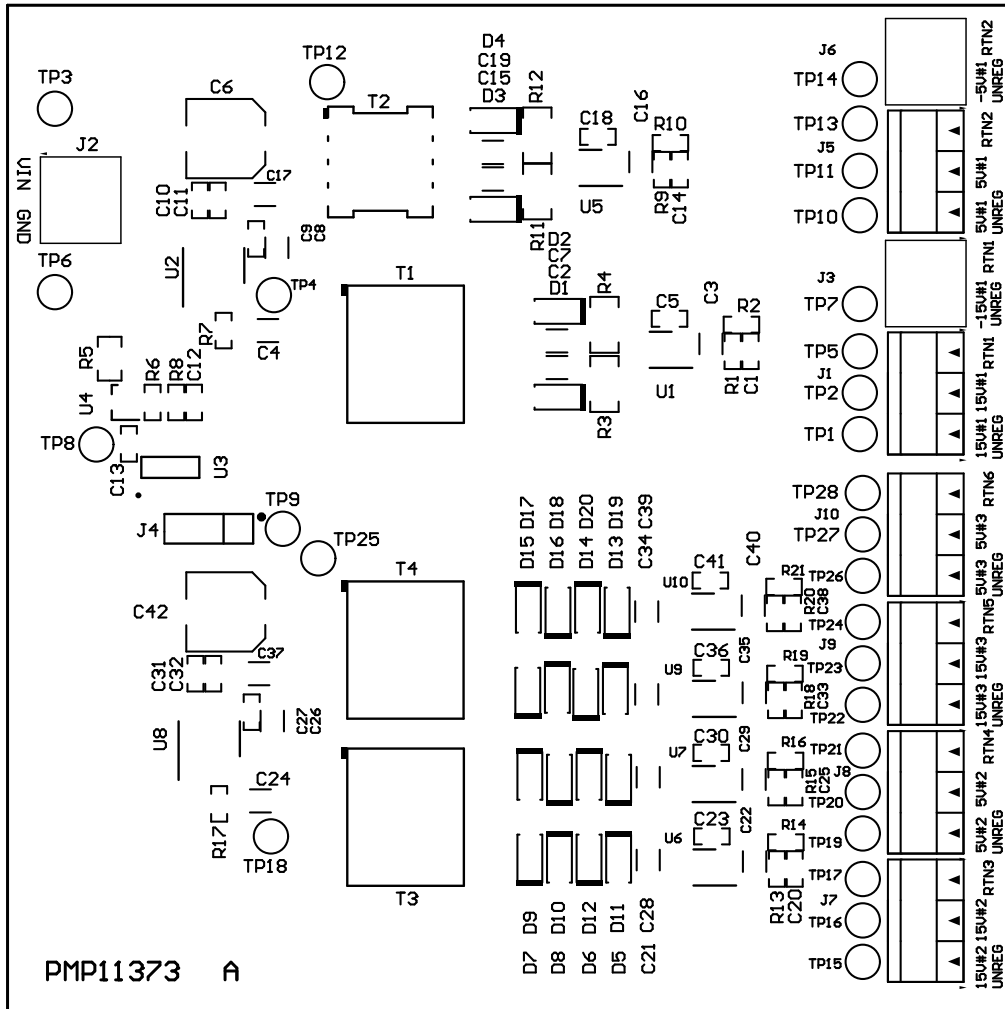 TP3
J2
VIN
GND
TP6
C6
C10
C11
C17
C9
C8
U2
TP4
R7
C4
TP12
T2
T1
D4
C19
C15
D3
R12
R11
C18
C16
U5
R10
R9
C14
D2
C7
C2
D1
R4
R3
C5
C3
U1
R2
R1
C1
J6
TP14
TP13
J5
TP11
TP10
J3
TP7
TP5
J1
TP2
TP1
-5V#1 RTN2
UNREG
5V#1 5V#1 RTN2
UNREG
-15V#1 RTN1
UNREG
15V#1 15V#1 RTN1
UNREG
R5
R6
R8
C12
U4
TP8
C13
U3
J4
TP9
TP25
C42
C31
C32
C37
C27
C26
U8
C24
R17
TP18
T4
T3
D15 D17
D16 D18
D14 D20
D13 D19
C34 C39
D7 D9
D8 D10
D6 D12
D5 D11
C21 C28
U10
C41
C40
R21
R20
C38
U9
C36
C35
R19
R18
C33
U7
C30
C29
R16
R15
C25
U6
C23
C22
R14
R13
C20
TP28
J10
TP27
TP26
TP24
J9
TP23
TP22
TP21
J8
TP20
TP19
TP17
J7
TP16
TP15
5V#3 5V#3 RTN6
UNREG
15V#3 15V#3 RTN5
UNREG
5V#2 5V#2 RTN4
UNREG
15V#2 15V#2 RTN3
UNREG
PMP11373 A